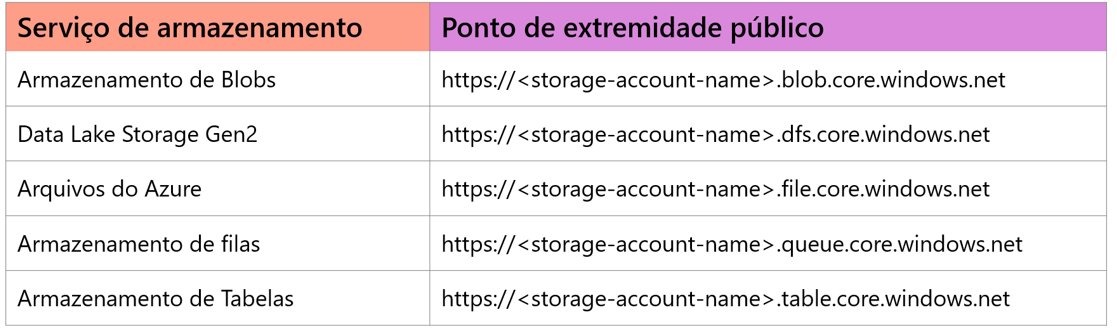 Serviço de armazenamento Ponto de extremidade público
Armazenamento de Blobs https://<storage-account-name>.blob.core.windows.net
Data Lake Storage Gen2 https://<storage-account-name>.dfs.core.windows.net
Arquivos do Azure https://<storage-account-name>.file.core.windows.net
Armazenamento de filas https://<storage-account-name>.queue.core.windows.net
Armazenamento de Tabelas https://<storage-account-name>.table.core.windows.net